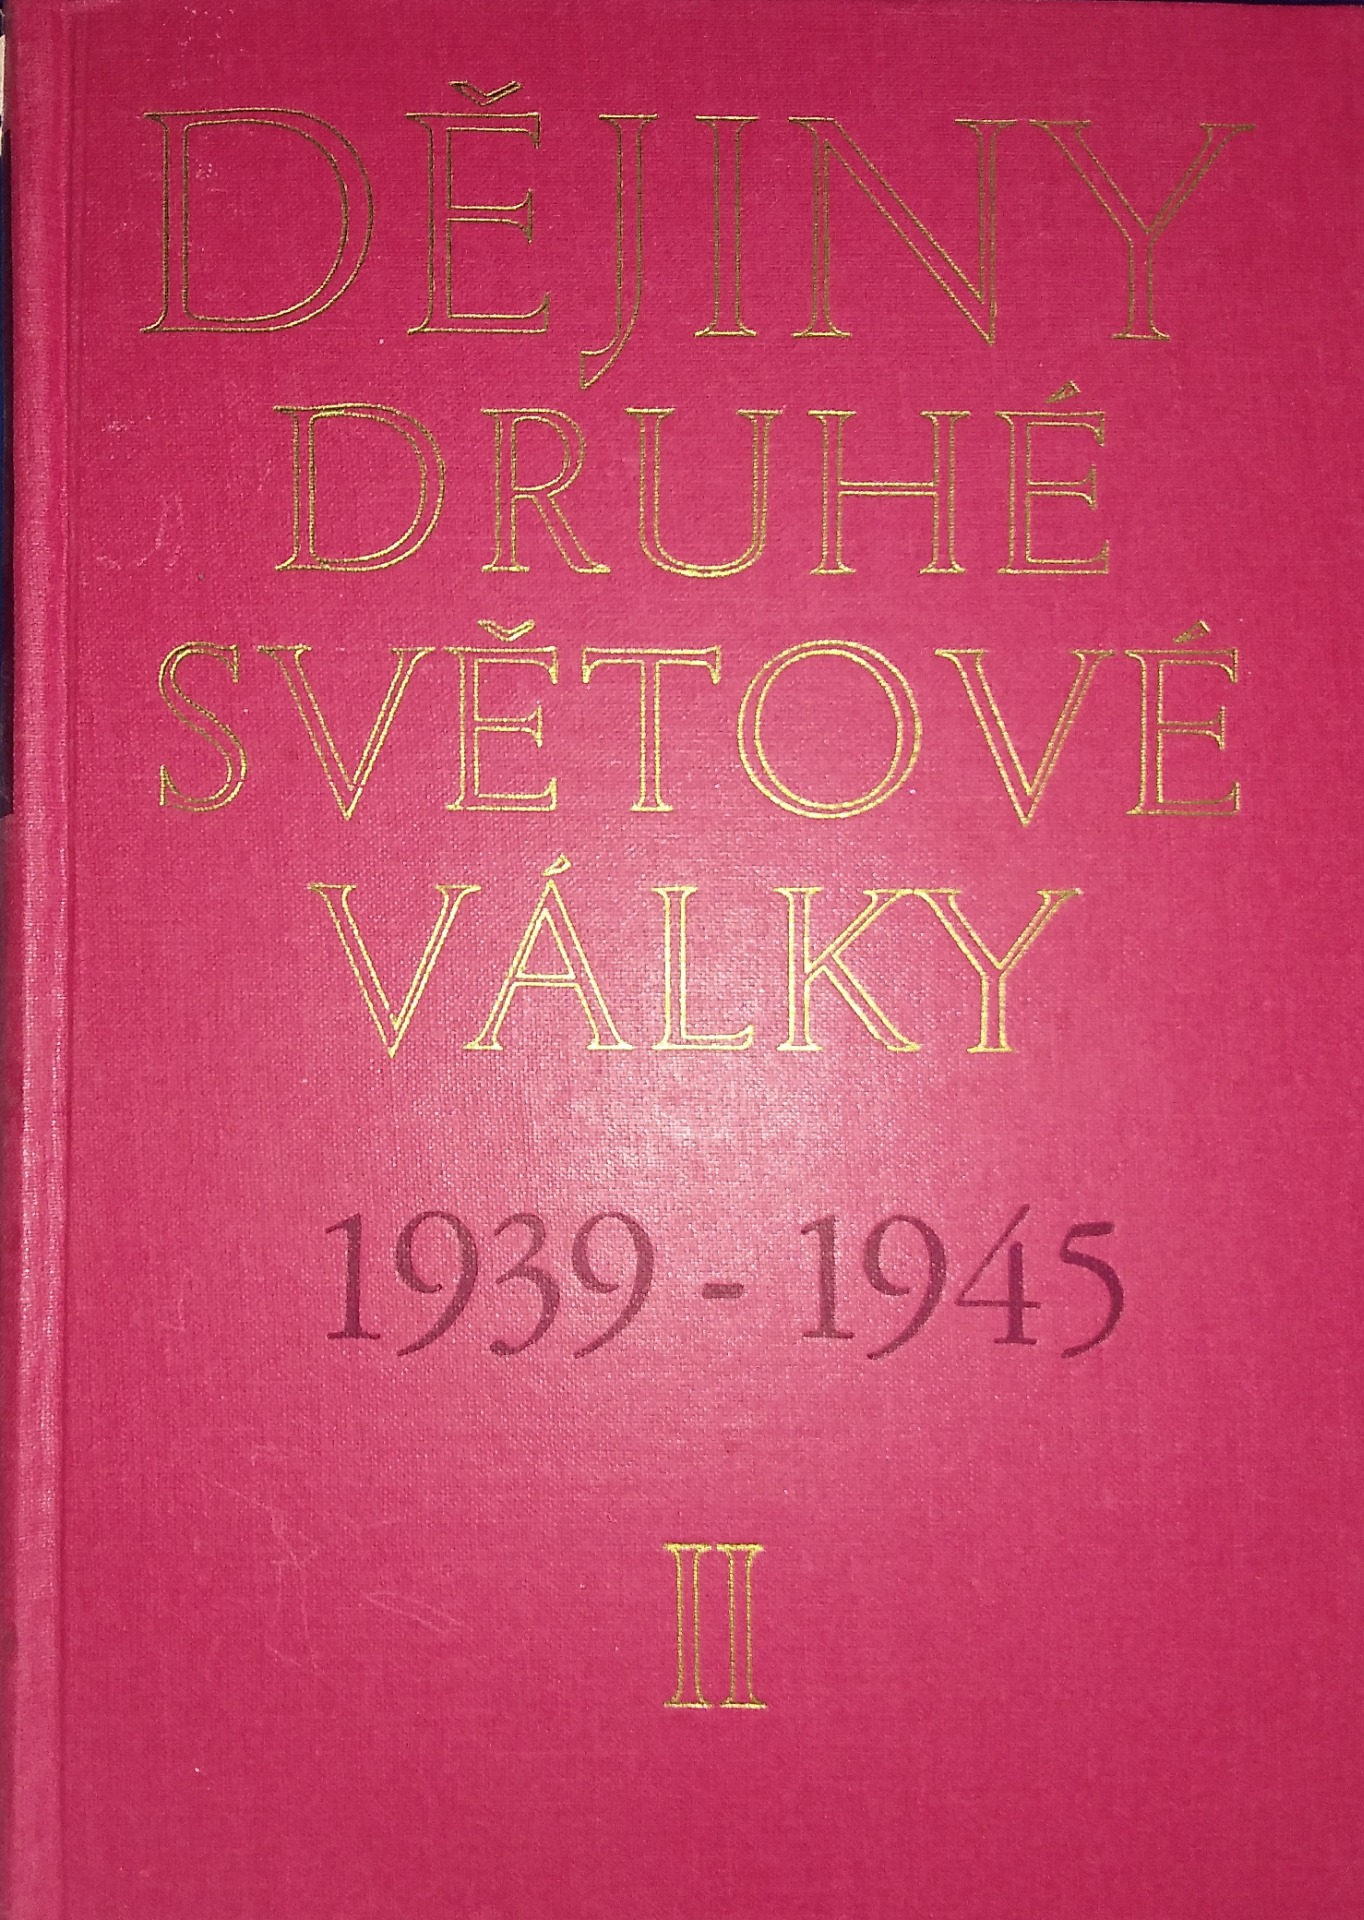 DĚJINY
DRUHÉ
SVĚTOVÉ
VÁLKY
1939-1945
II